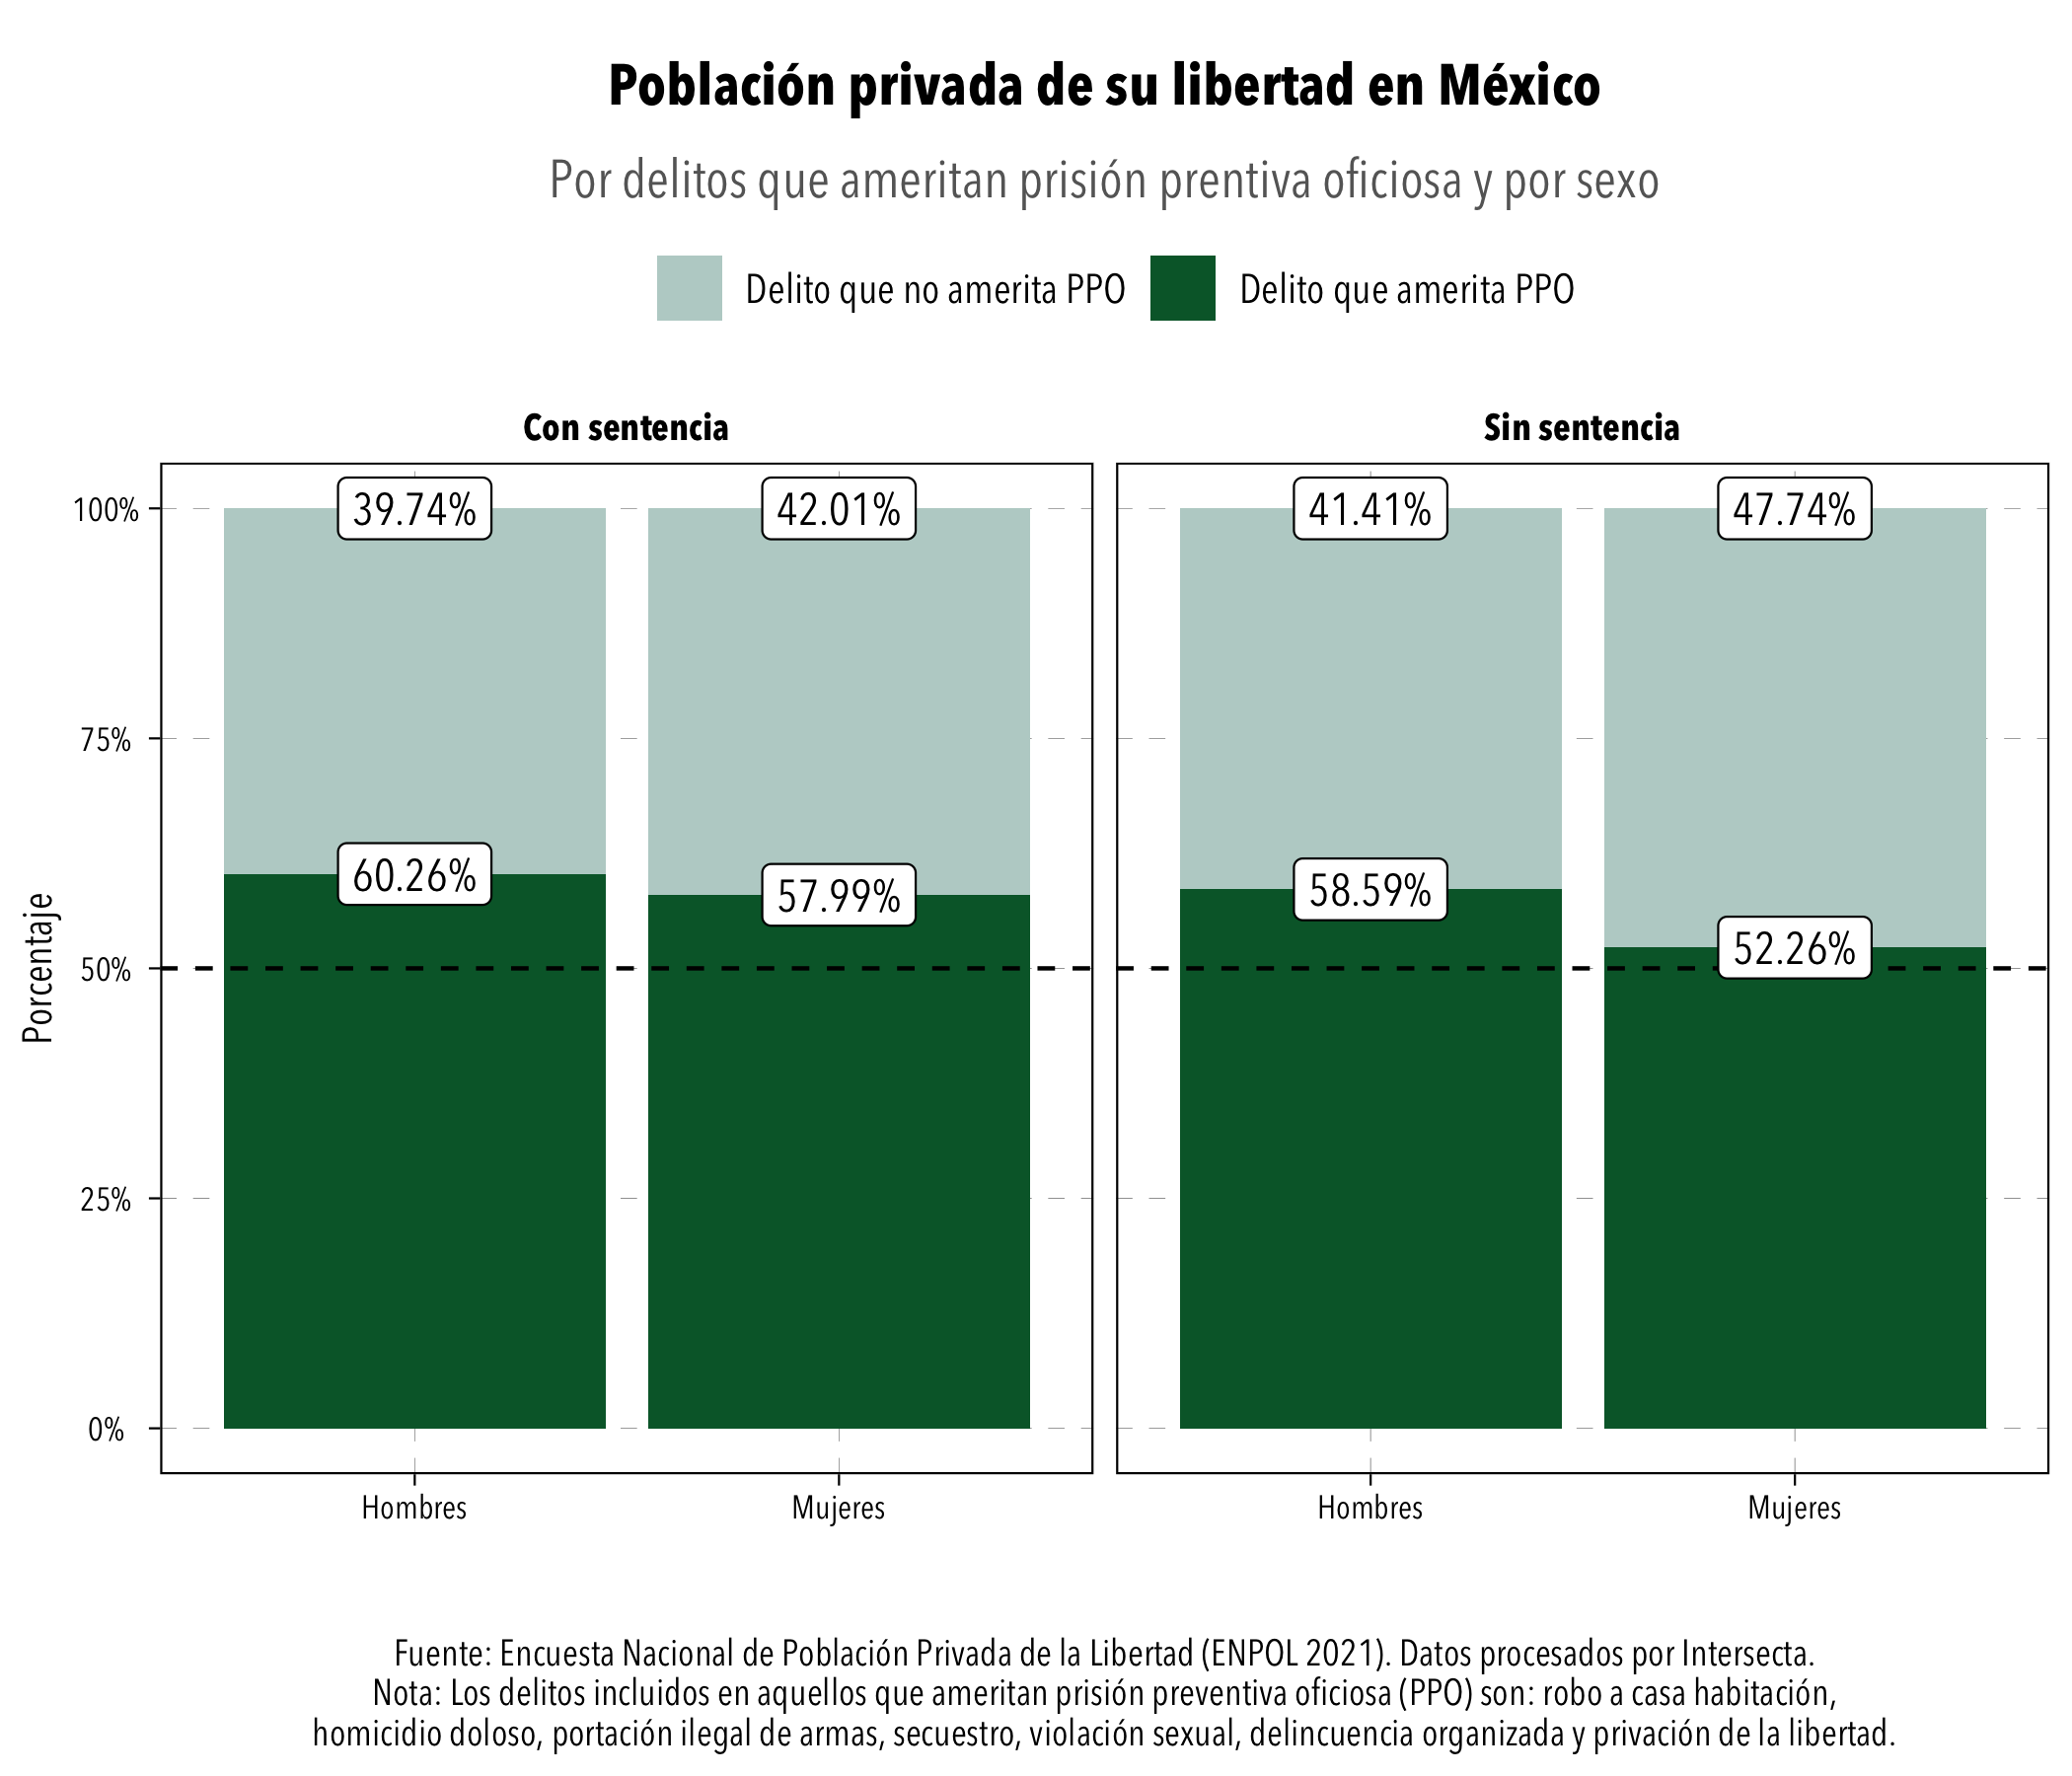 Población privada de su libertad en México
Por delitos que ameritan prisión prentiva oficiosa y por sexo
Delito que no amerita PPO
Delito que amerita PPO
Con sentencia
Sin sentencia
Porcentaje
100%
75%
50%
25%
0%
39.74%
42.01%
60.26%
57.99%
41.41%
47.74%
58.59%
52.26%
Hombres
Mujeres
Hombres
Mujeres
Fuente: Encuesta Nacional de Población Privada de la Libertad (ENPOL 2021). Datos procesados por Intersecta.
Nota: Los delitos incluidos en aquellos que ameritan prisión preventiva oficiosa (PPO) son: robo a casa habitación,
homicidio doloso, portación ilegal de armas, secuestro, violación sexual, delincuencia organizada y privación de la libertad.